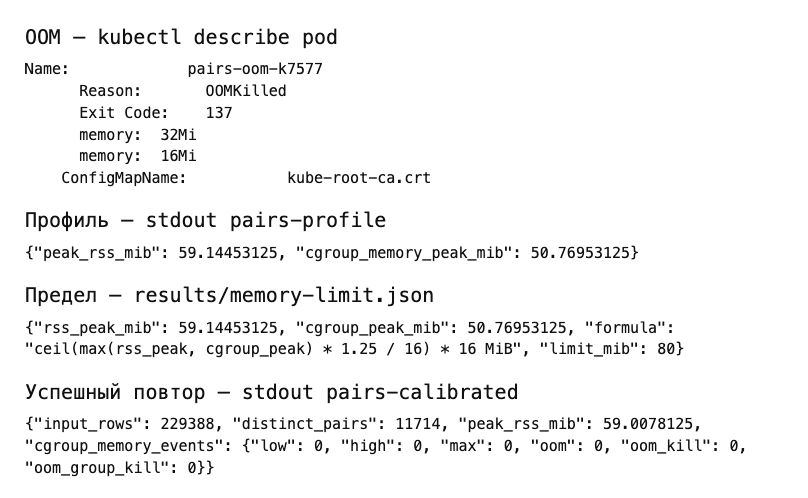 OOM — kubectl describe pod
Name:             pairs-oom-k7577
      Reason:       OOMKilled
      Exit Code:    137
      memory:  32Mi
      memory:  16Mi
    ConfigMapName:           kube-root-ca.crt
Профиль — stdout pairs-profile
{"peak_rss_mib": 59.14453125, "cgroup_memory_peak_mib": 50.76953125}
Предел — results/memory-limit.json
{"rss_peak_mib": 59.14453125, "cgroup_peak_mib": 50.76953125, "formula":
"ceil(max(rss_peak, cgroup_peak) * 1.25 / 16) * 16 MiB", "limit_mib": 80}
Успешный повтор — stdout pairs-calibrated
{"input_rows": 229388, "distinct_pairs": 11714, "peak_rss_mib": 59.0078125,
"cgroup_memory_events": {"low": 0, "high": 0, "max": 0, "oom": 0, "oom_kill": 0,
"oom_group_kill": 0}}